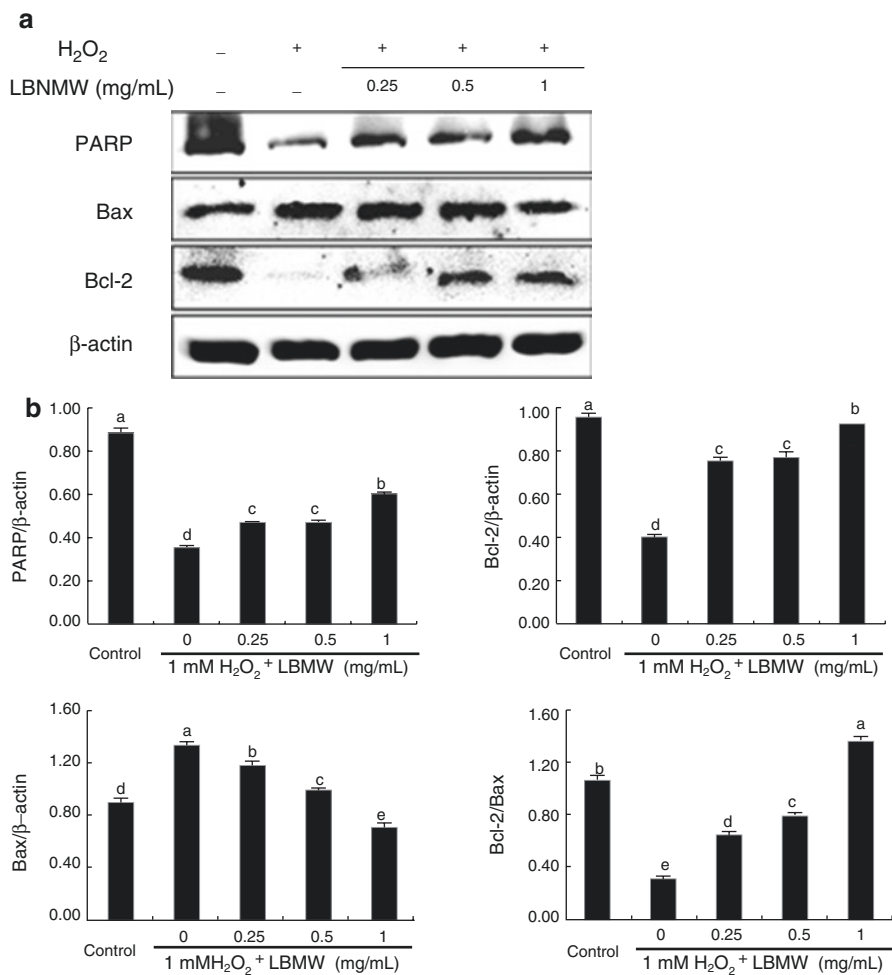 a
H₂O₂ – + + + +
LBNMW (mg/mL) – – 0.25 0.5 1
PARP
Bax
Bcl-2
β-actin
b
1.00
0.80
0.60
0.40
0.20
0.00
PARP/β-actin
a d c c b
Control 0 0.25 0.5 1
1 mM H₂O₂ + LBMW (mg/mL)
1.00
0.80
0.60
0.40
0.20
0.00
Bcl-2/β-actin
a d c c b
Control 0 0.25 0.5 1
1 mM H₂O₂ + LBMW (mg/mL)
1.60
1.20
0.80
0.40
0.00
Bax/β–actin
d a b c e
Control 0 0.25 0.5 1
1 mMH₂O₂ + LBMW (mg/mL)
1.60
1.20
0.80
0.40
0.00
Bcl-2/Bax
b e d c a
Control 0 0.25 0.5 1
1 mM H₂O₂ + LBMW (mg/mL)